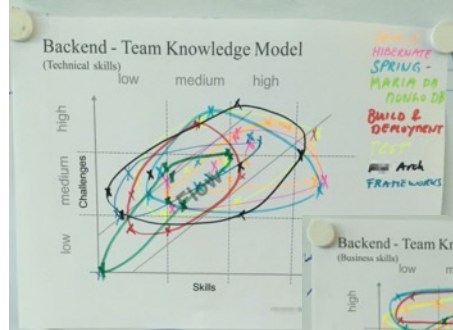 Backend - Team Knowledge Model
(Technical skills)
low medium high
high
medium
low
Challenges
Flow
Skills
HIBERNATE
SPRING -
MARIA DB
MONGO DB
BUILD &
DEPLOYMENT
TEST
Arch
FRAMEWORKS
Backend - Team Kn
(Business skills)
low
high